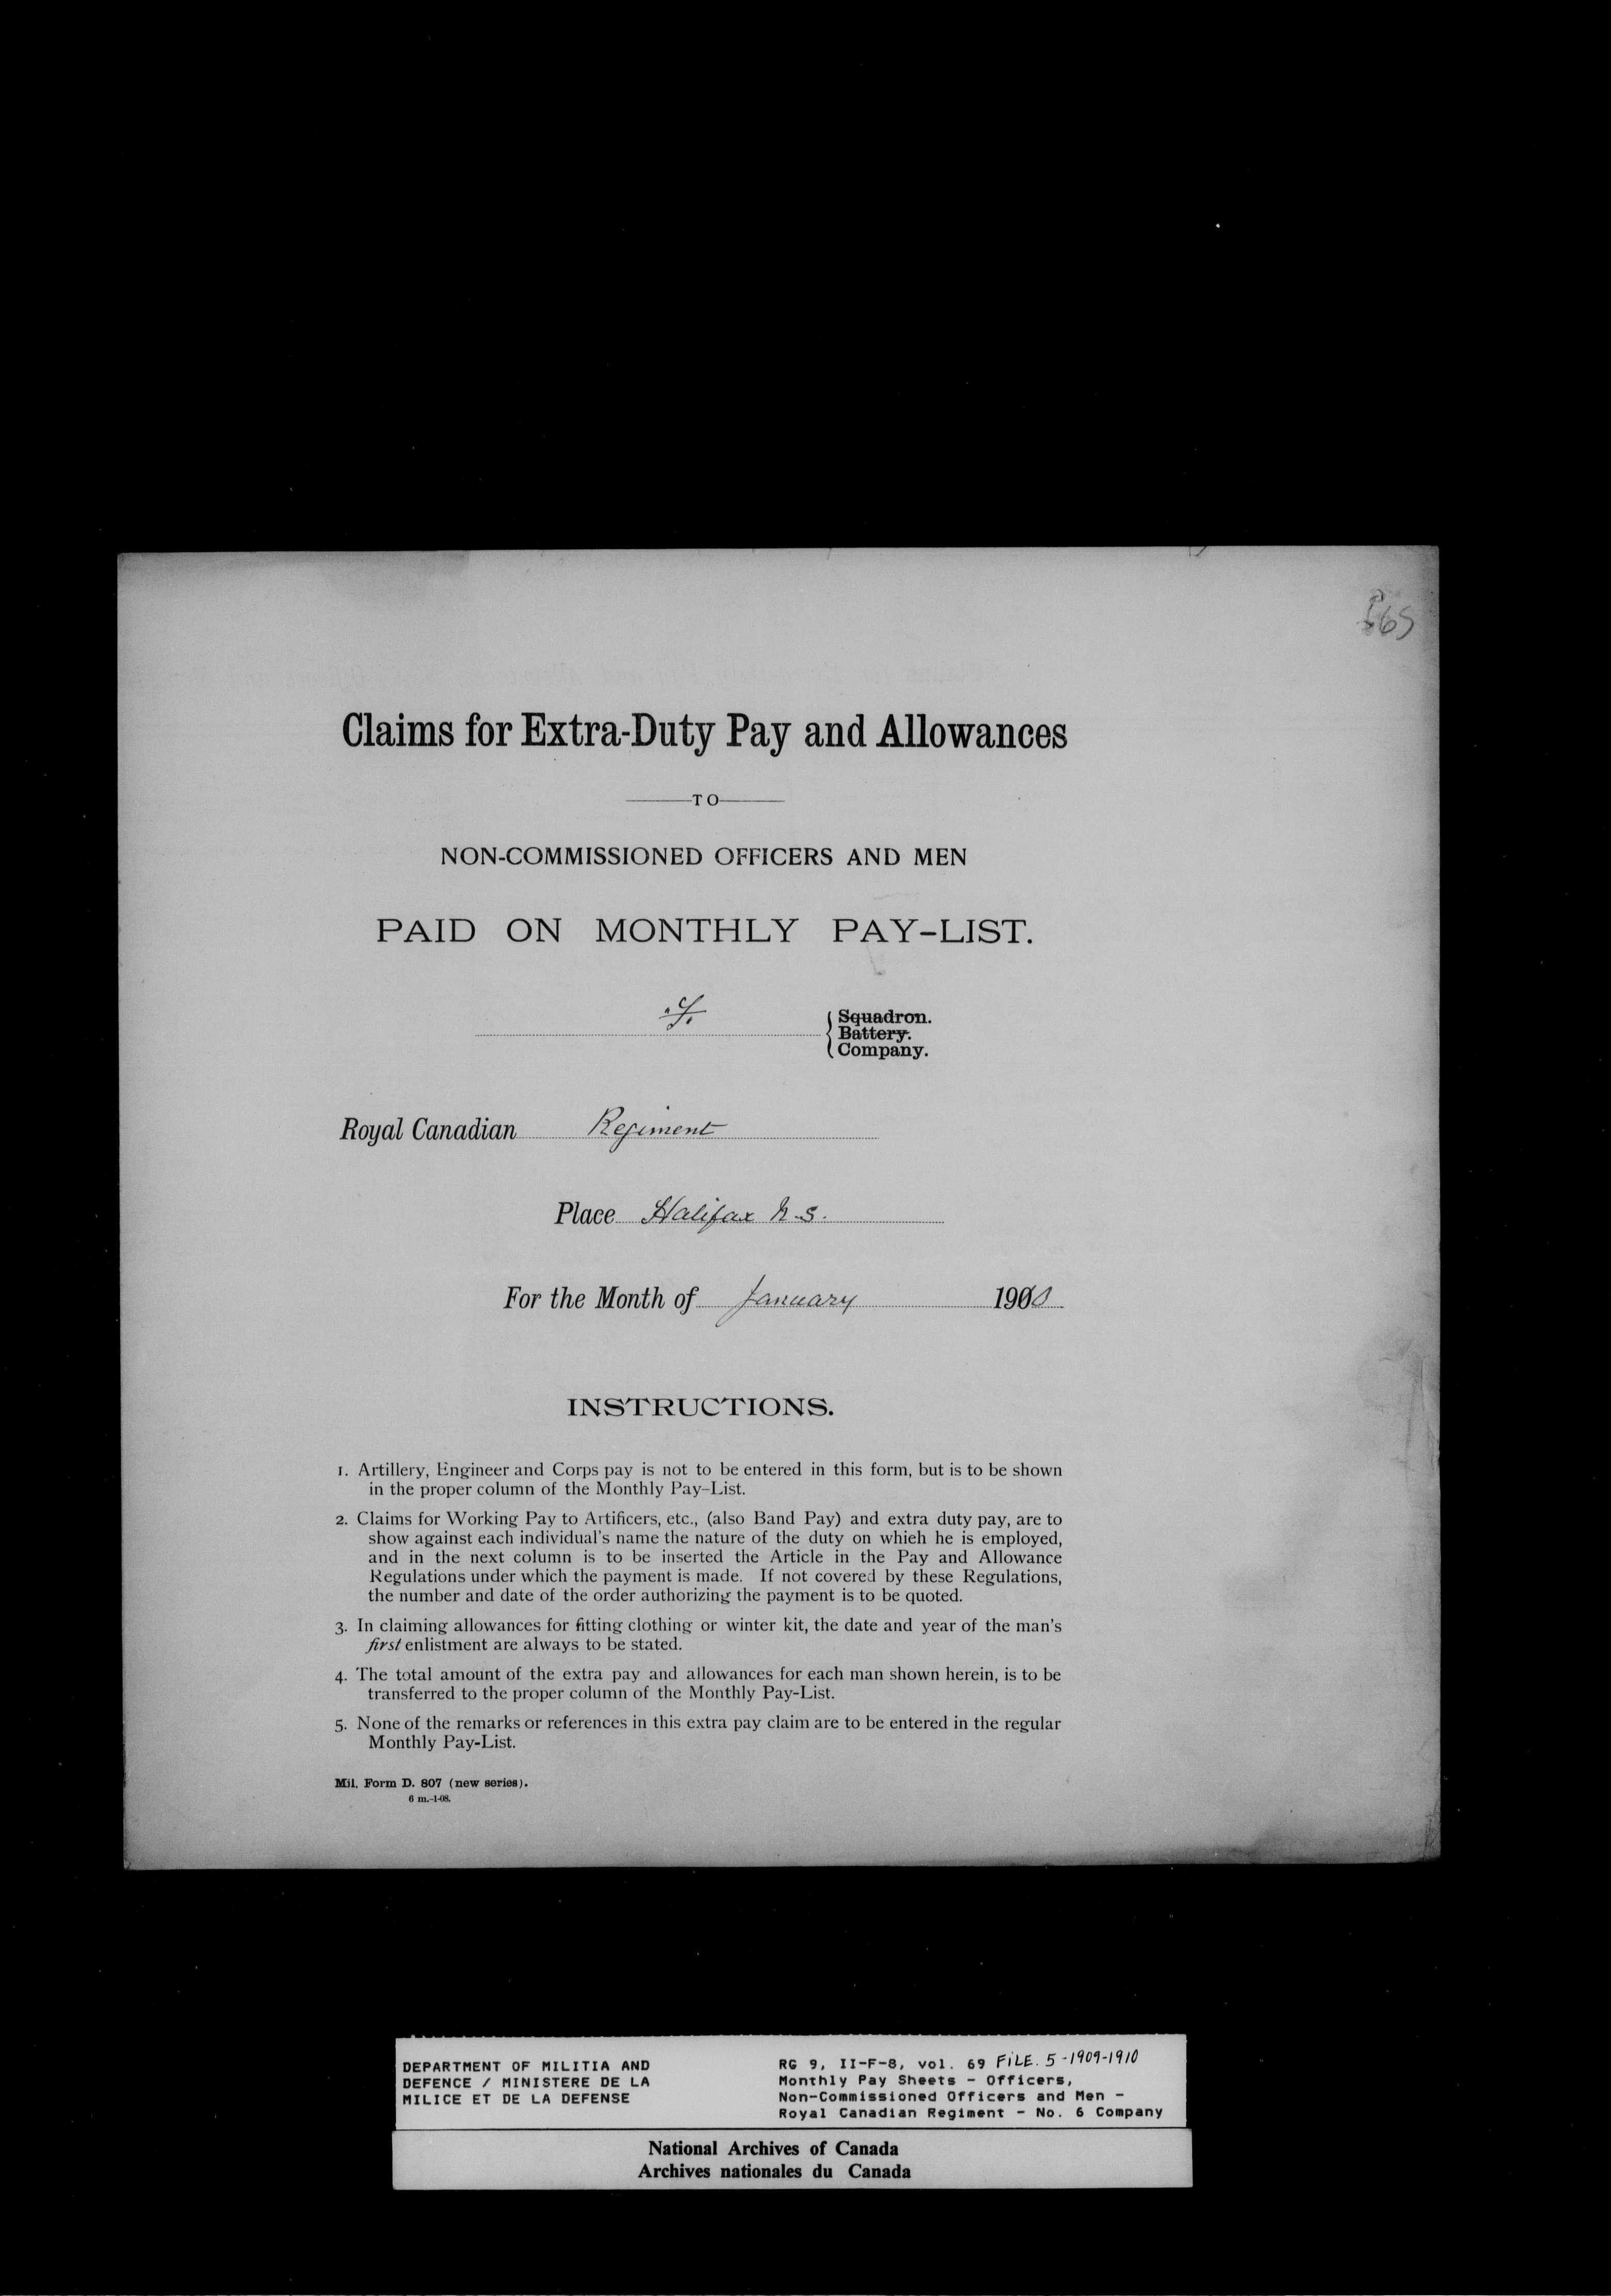 565
Claims for Extra-Duty Pay and Allowances
TO
NON-COMMISSIONED OFFICERS AND MEN
PAID ON MONTHLY PAY-LIST.
Squadron.
Battery.
Company.
Royal Canadian Regiment
Place Halifax N.S.
For the Month of January 1910
INSTRUCTIONS.
1. Artillery, Engineer and Corps pay is not to be entered in this form, but is to be shown
in the proper column of the Monthly Pay-List.
2. Claims for Working Pay to Artificers, etc., (also Band Pay) and extra duty pay, are to
show against each individual's name the nature of the duty on which he is employed,
and in the next column is to be inserted the Article in the Pay and Allowance
Regulations under which the payment is made. If not covered by these Regulations,
the number and date of the order authorizing the payment is to be quoted.
3. In claiming allowances for fitting clothing or winter kit, the date and year of the man's
first enlistment are always to be stated.
4. The total amount of the extra pay and allowances for each man shown herein, is to be
transferred to the proper column of the Monthly Pay-List.
5. None of the remarks or references in this extra pay claim are to be entered in the regular
Monthly Pay-List.
Mil. Form D. 807 (new series).
6 m.-1-08.
DEPARTMENT OF MILITIA AND
DEFENCE / MINISTERE DE LA
MILICE ET DE LA DEFENSE
RG 9, II-F-8, vol. 69 FILE. 5-1909-1910
Monthly Pay Sheets - Officers,
Non-Commissioned Officers and Men -
Royal Canadian Regiment - No. 6 Company
National Archives of Canada
Archives nationales du Canada